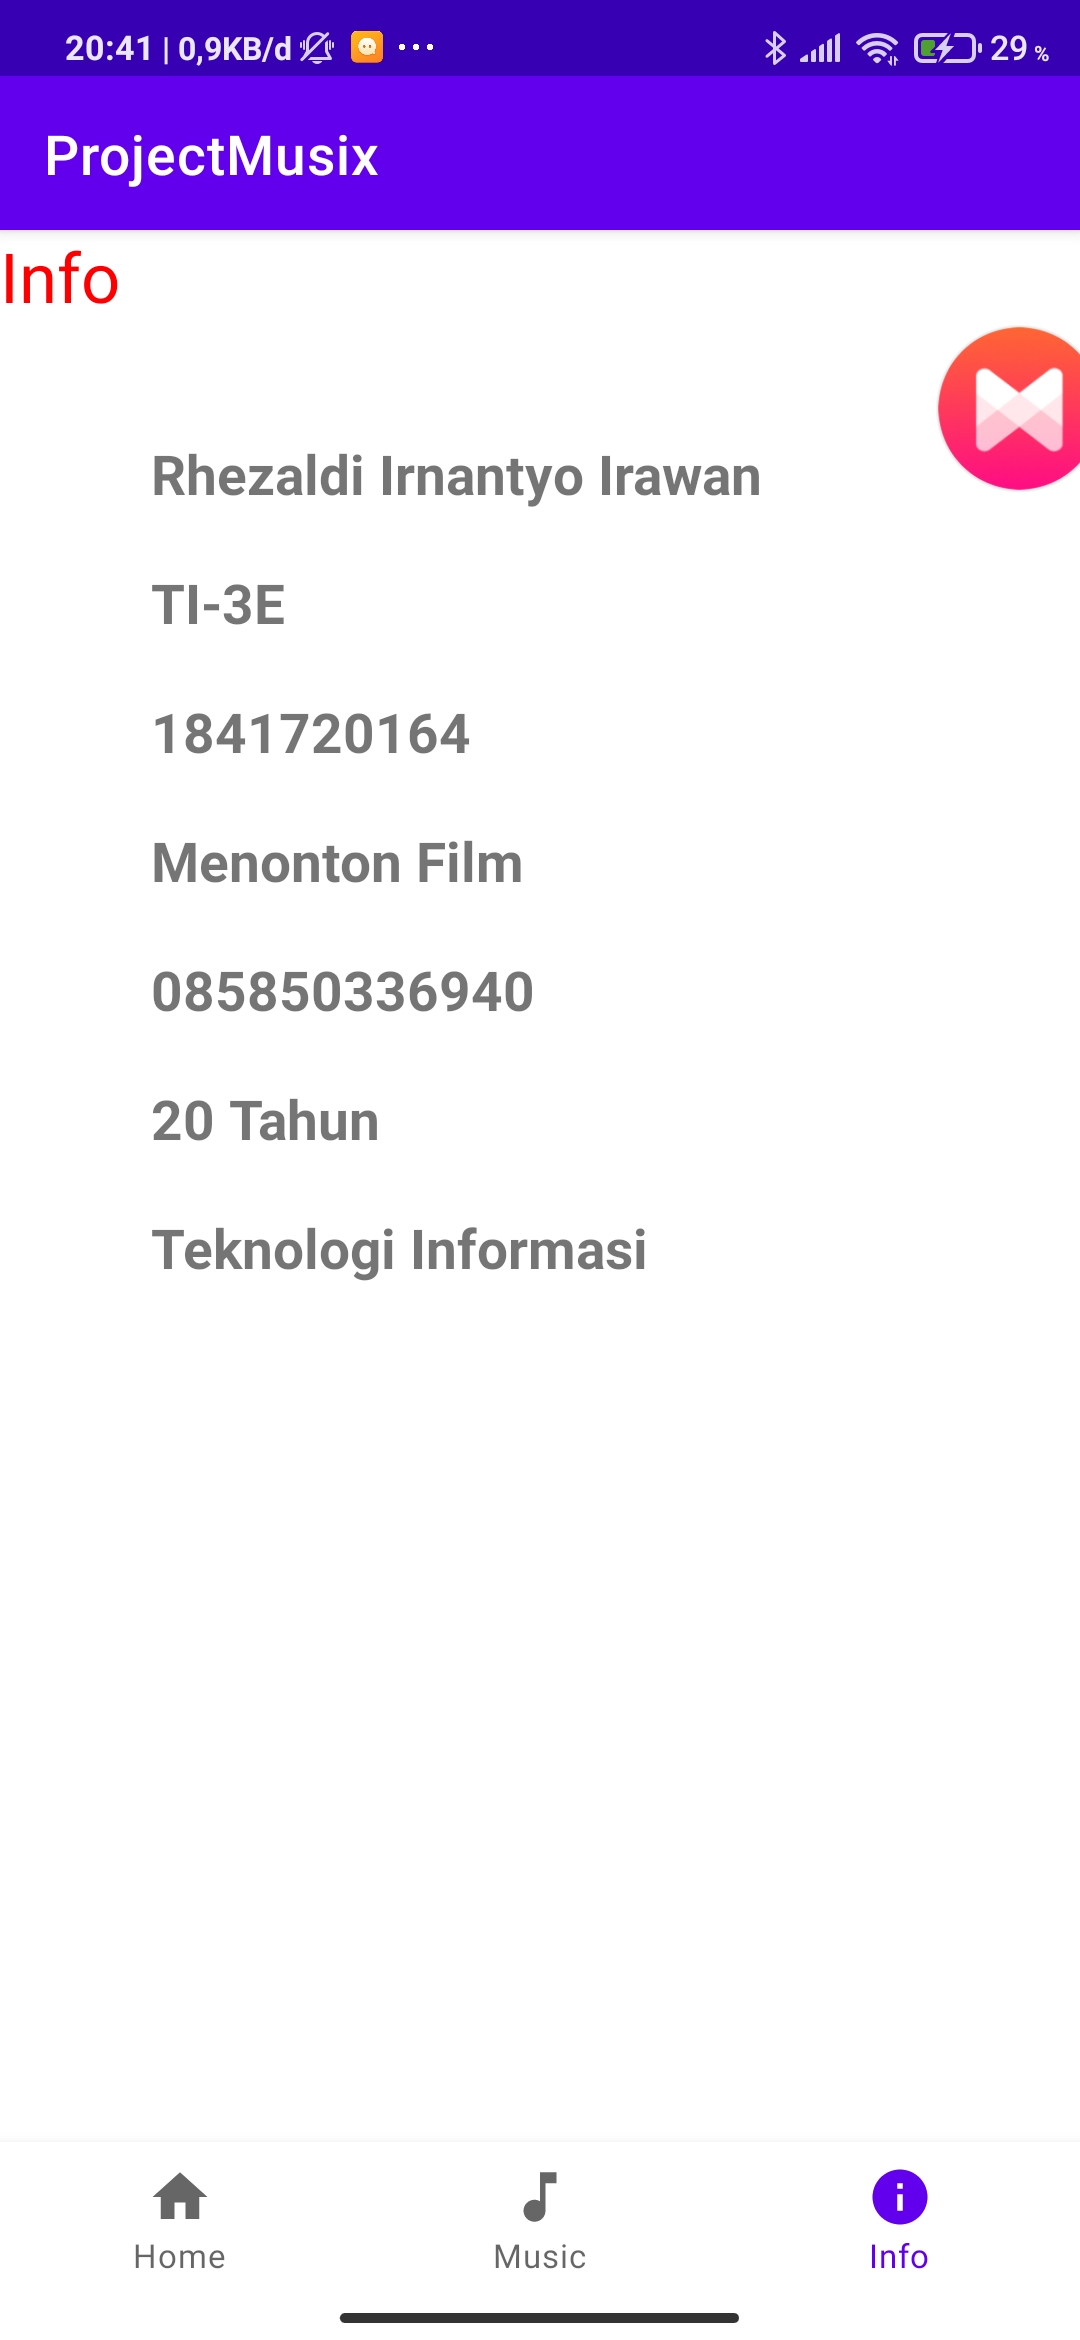 20:41 | 0,9KB/d ... 29 %
ProjectMusix
Info
Rhezaldi Irnantyo Irawan
TI-3E
1841720164
Menonton Film
085850336940
20 Tahun
Teknologi Informasi
Home Music Info